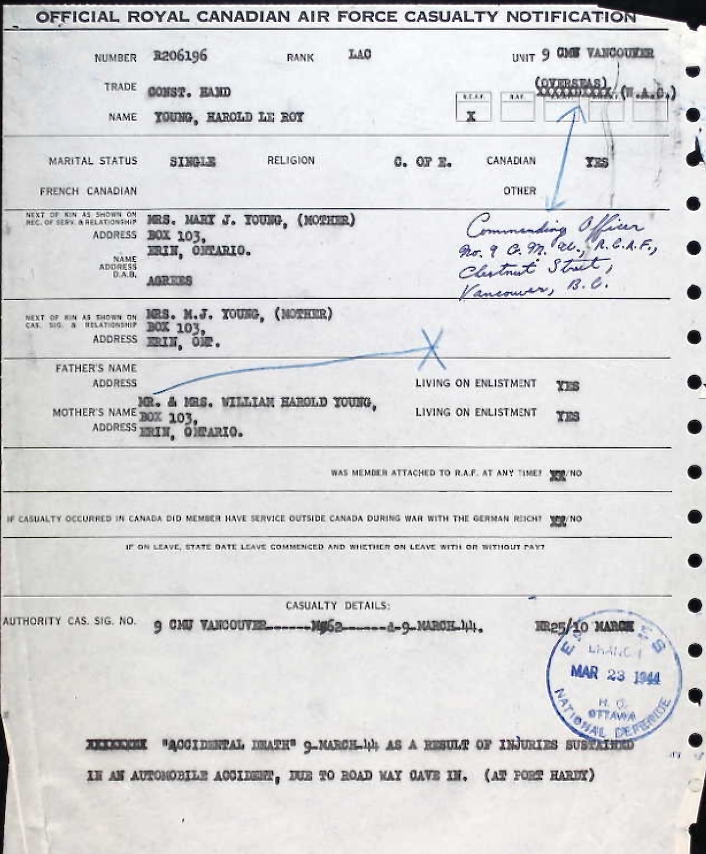 OFFICIAL ROYAL CANADIAN AIR FORCE CASUALTY NOTIFICATION
NUMBER R206196 RANK LAC UNIT 9 CMU VANCOUVER
(OVERSEAS)
TRADE CONST. HAND (W.A.C.)
R.C.A.F. R.A.F.
NAME YOUNG, HAROLD LE ROY X
MARITAL STATUS SINGLE RELIGION C. OF E. CANADIAN YES
FRENCH CANADIAN OTHER
NEXT OF KIN AS SHOWN ON
REC. OF SERV. & RELATIONSHIP MRS. MARY J. YOUNG, (MOTHER)
ADDRESS BOX 103,
ERIN, ONTARIO.
NAME
ADDRESS
D.A.B. AGREES
Commanding Officer
No. 9 C.M.U., R.C.A.F.,
Chestnut Street,
Vancouver, B.C.
NEXT OF KIN AS SHOWN ON
CAS. SIG. & RELATIONSHIP MRS. M.J. YOUNG, (MOTHER)
BOX 103,
ADDRESS ERIN, ONT.
FATHER'S NAME
ADDRESS LIVING ON ENLISTMENT YES
MR. & MRS. WILLIAM HAROLD YOUNG,
MOTHER'S NAME BOX 103, LIVING ON ENLISTMENT YES
ADDRESS ERIN, ONTARIO.
WAS MEMBER ATTACHED TO R.A.F. AT ANY TIME? XX/NO
IF CASUALTY OCCURRED IN CANADA DID MEMBER HAVE SERVICE OUTSIDE CANADA DURING WAR WITH THE GERMAN REICH? XX/NO
IF ON LEAVE, STATE DATE LEAVE COMMENCED AND WHETHER ON LEAVE WITH OR WITHOUT PAY?
CASUALTY DETAILS:
AUTHORITY CAS. SIG. NO. 9 CMU VANCOUVER------M962------d-9-MARCH-44. NR25/10 MARCH
BRANCH
MAR 23 1944
H. Q.
OTTAWA
NATIONAL DEFENCE
XXXXXXXX "ACCIDENTAL DEATH" 9-MARCH-44 AS A RESULT OF INJURIES SUSTAINED
IN AN AUTOMOBILE ACCIDENT, DUE TO ROAD WAY CAVE IN. (AT PORT HARDY)